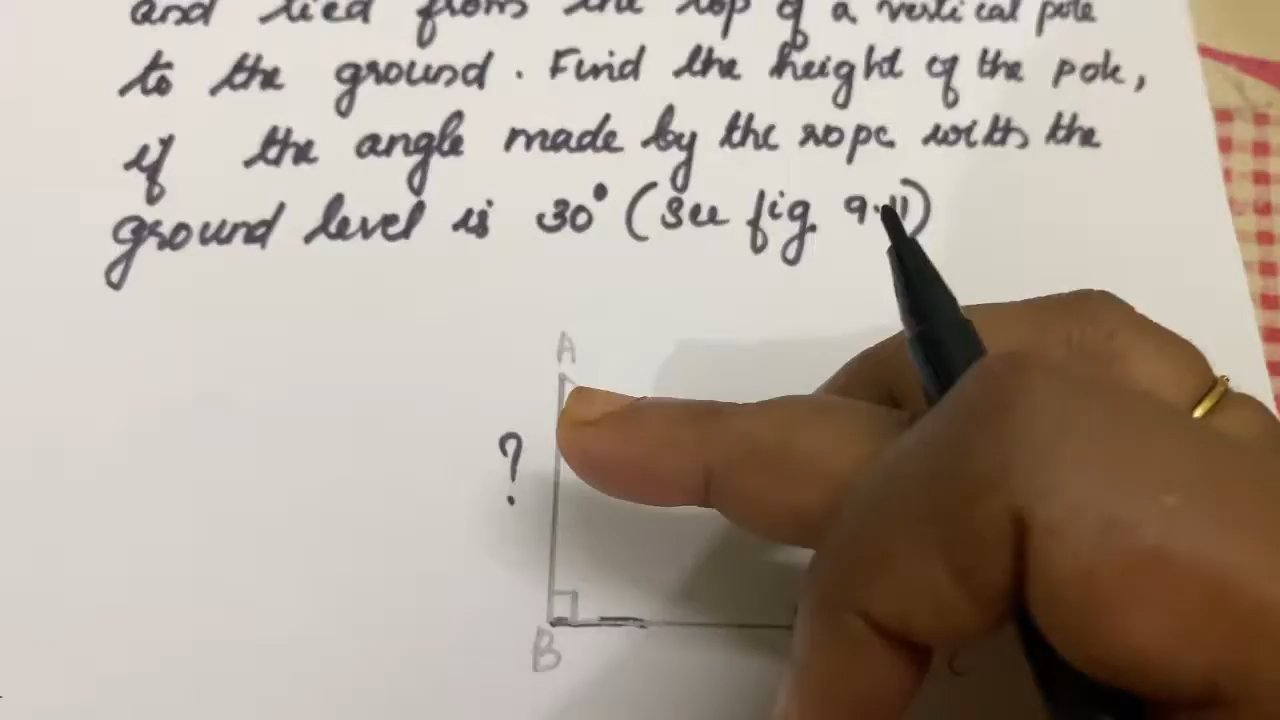 and tied from the top of a vertical pole
to the ground. Find the height of the pole,
if the angle made by the rope with the
ground level is 30° (see fig 9.11)
A
?
B
C